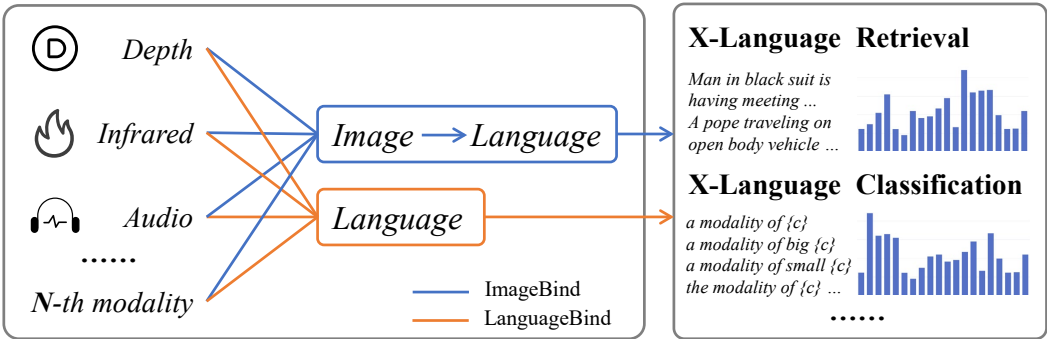 D
Depth
Infrared
Audio
......
N-th modality
Image → Language
Language
ImageBind
LanguageBind
X-Language Retrieval
Man in black suit is
having meeting ...
A pope traveling on
open body vehicle ...
X-Language Classification
a modality of {c}
a modality of big {c}
a modality of small {c}
the modality of {c} ...
......